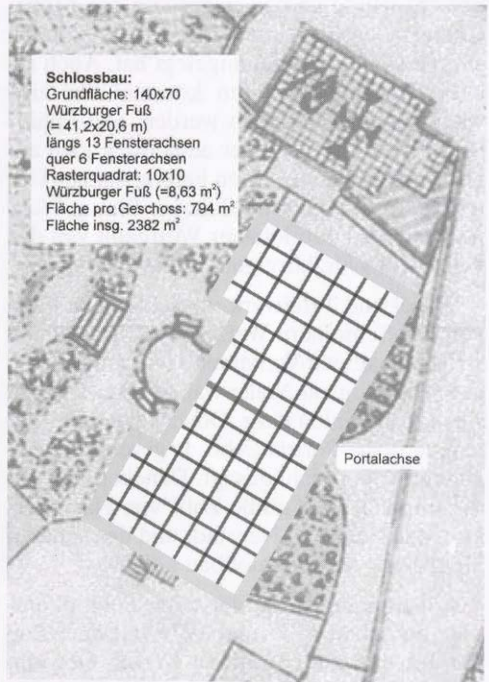 Schlossbau:
Grundfläche: 140x70
Würzburger Fuß
(= 41,2x20,6 m)
längs 13 Fensterachsen
quer 6 Fensterachsen
Rasterquadrat: 10x10
Würzburger Fuß (=8,63 m²)
Fläche pro Geschoss: 794 m²
Fläche insg. 2382 m²
Portalachse